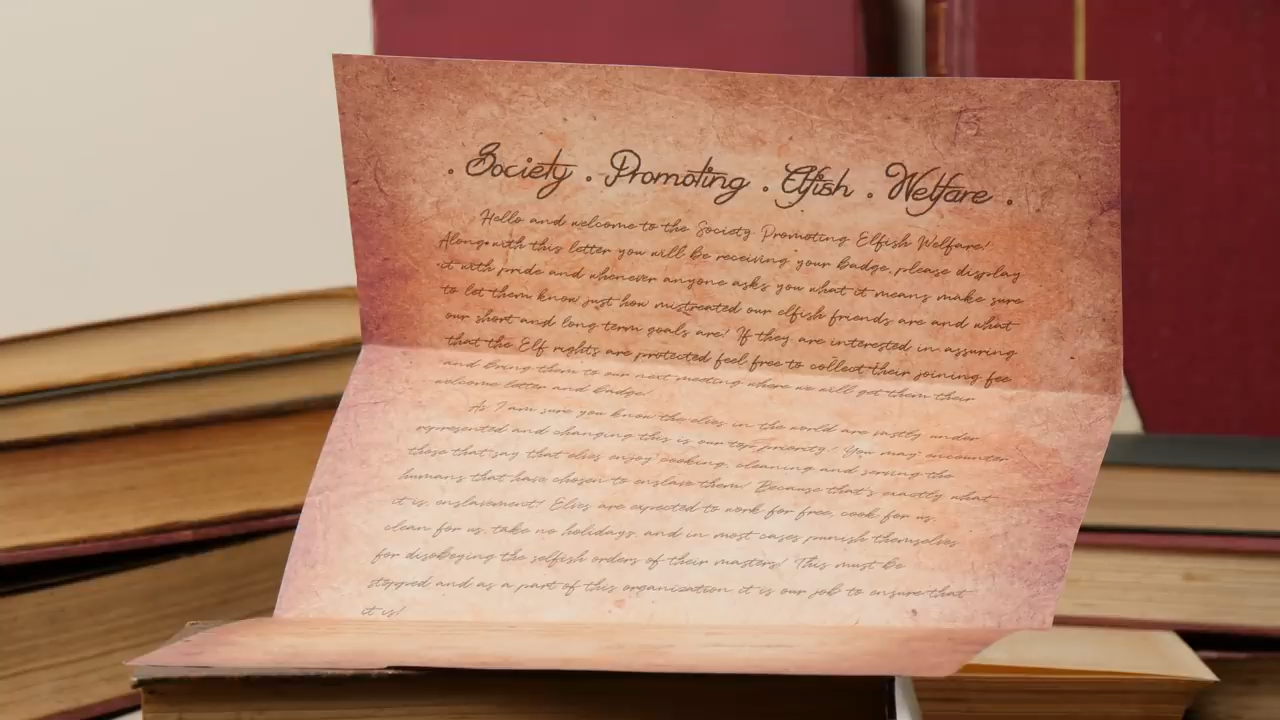 . Society . Promoting . Elfish . Welfare .
Hello and welcome to the Society Promoting Elfish Welfare!
Along with this letter you will be receiving your badge, please display
it with pride and whenever anyone asks you what it means make sure
to let them know just how mistreated our elfish friends are and what
our short and long term goals are! If they are interested in assuring
that the Elf rights are protected feel free to collect their joining fee
and bring them to our next meeting where we will get them their
welcome letter and badge!
As I am sure you know the elves in the world are vastly under
represented and changing this is our top priority! You may encounter
those that say that elves enjoy cooking, cleaning and serving the
humans that have chosen to enslave them! Because that's exactly what
it is, enslavement! Elves are expected to work for free, cook for us,
clean for us, take no holidays, and in most cases punish themselves
for disobeying the selfish orders of their masters! This must be
stopped and as a part of this organization it is our job to ensure that
it is!